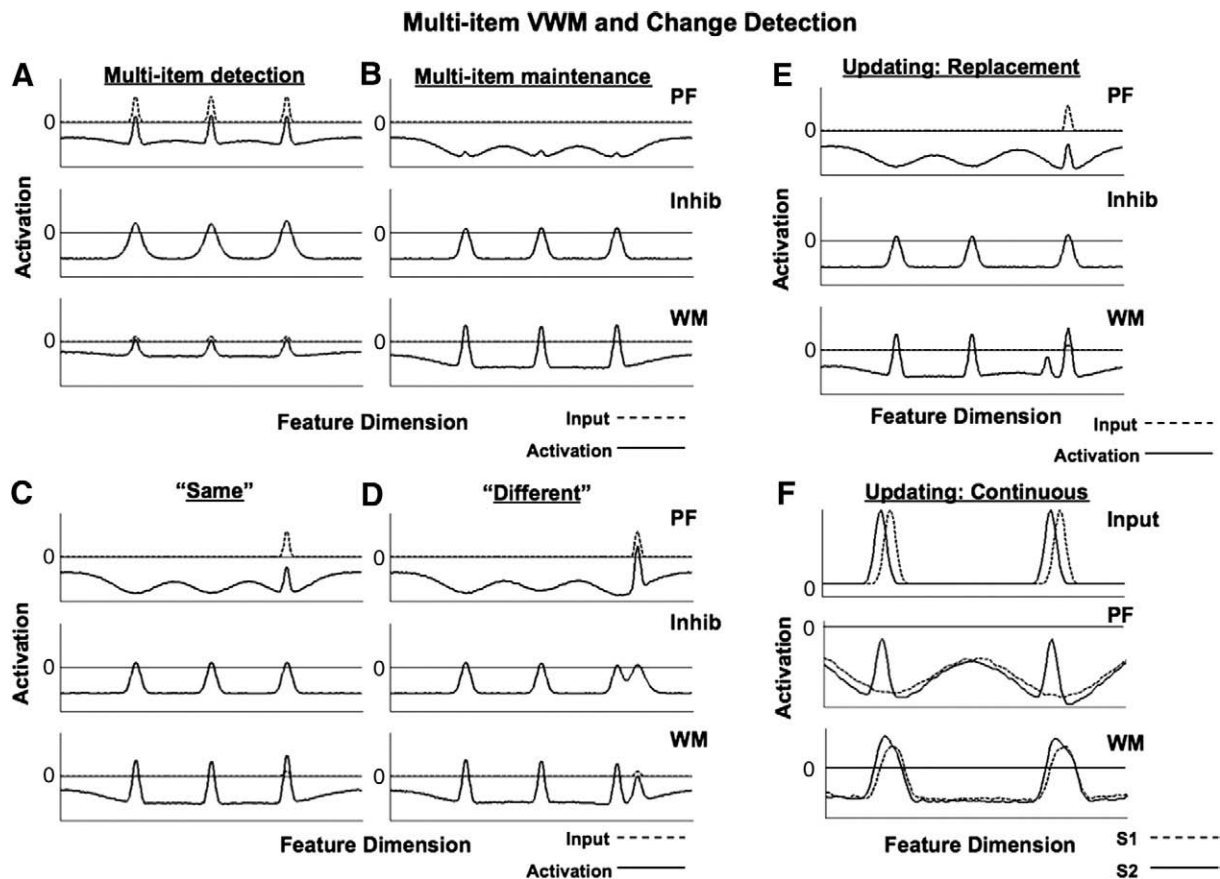 Multi-item VWM and Change Detection
A
Multi-item detection
Activation
0
0
0
B
Multi-item maintenance
PF
0
Inhib
0
WM
0
Feature Dimension
Input
Activation
E
Updating: Replacement
PF
0
Inhib
0
WM
0
Activation
Feature Dimension
Input
Activation
C
"Same"
Activation
0
0
0
D
"Different"
PF
0
Inhib
0
WM
0
Feature Dimension
Input
Activation
F
Updating: Continuous
Input
0
PF
0
WM
0
Activation
Feature Dimension
S1
S2